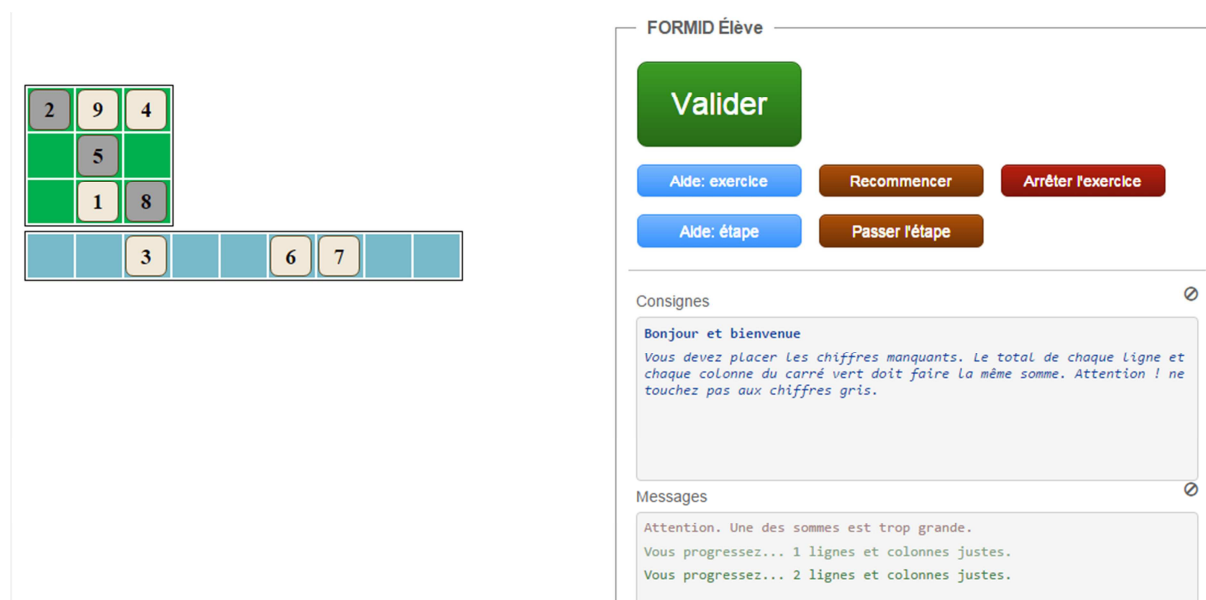 FORMID Élève
Valider
2 9 4
5
1 8
3 6 7
Aide: exercice Recommencer Arrêter l'exercice
Aide: étape Passer l'étape
Consignes
Bonjour et bienvenue
Vous devez placer les chiffres manquants. Le total de chaque ligne et
chaque colonne du carré vert doit faire la même somme. Attention ! ne
touchez pas aux chiffres gris.
Messages
Attention. Une des sommes est trop grande.
Vous progressez... 1 lignes et colonnes justes.
Vous progressez... 2 lignes et colonnes justes.